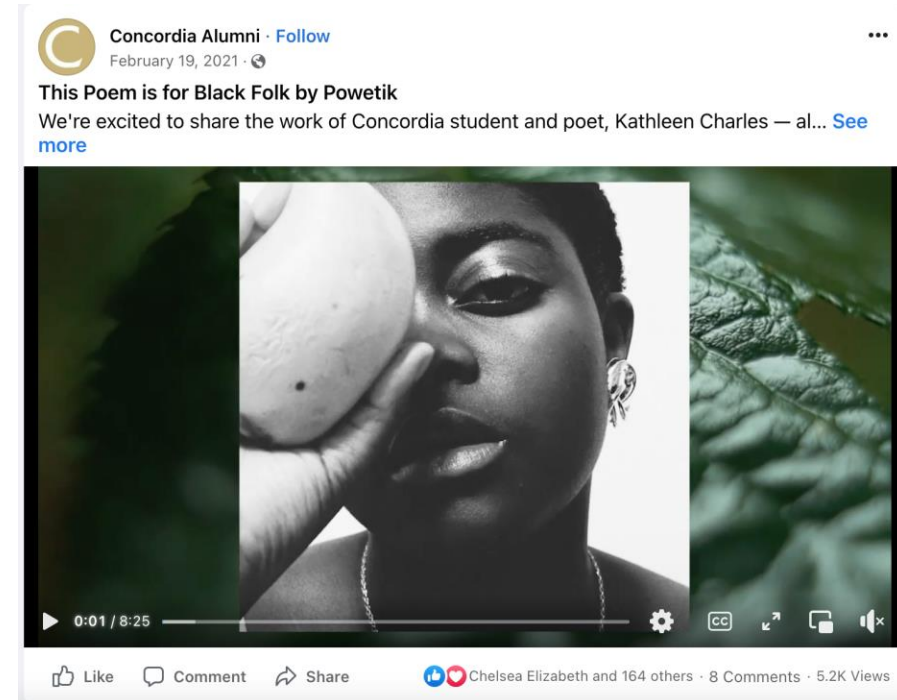 Concordia Alumni · Follow
February 19, 2021 ·
This Poem is for Black Folk by Powetik
We're excited to share the work of Concordia student and poet, Kathleen Charles — al... See
more
0:01 / 8:25
CC
Like Comment Share Chelsea Elizabeth and 164 others · 8 Comments · 5.2K Views